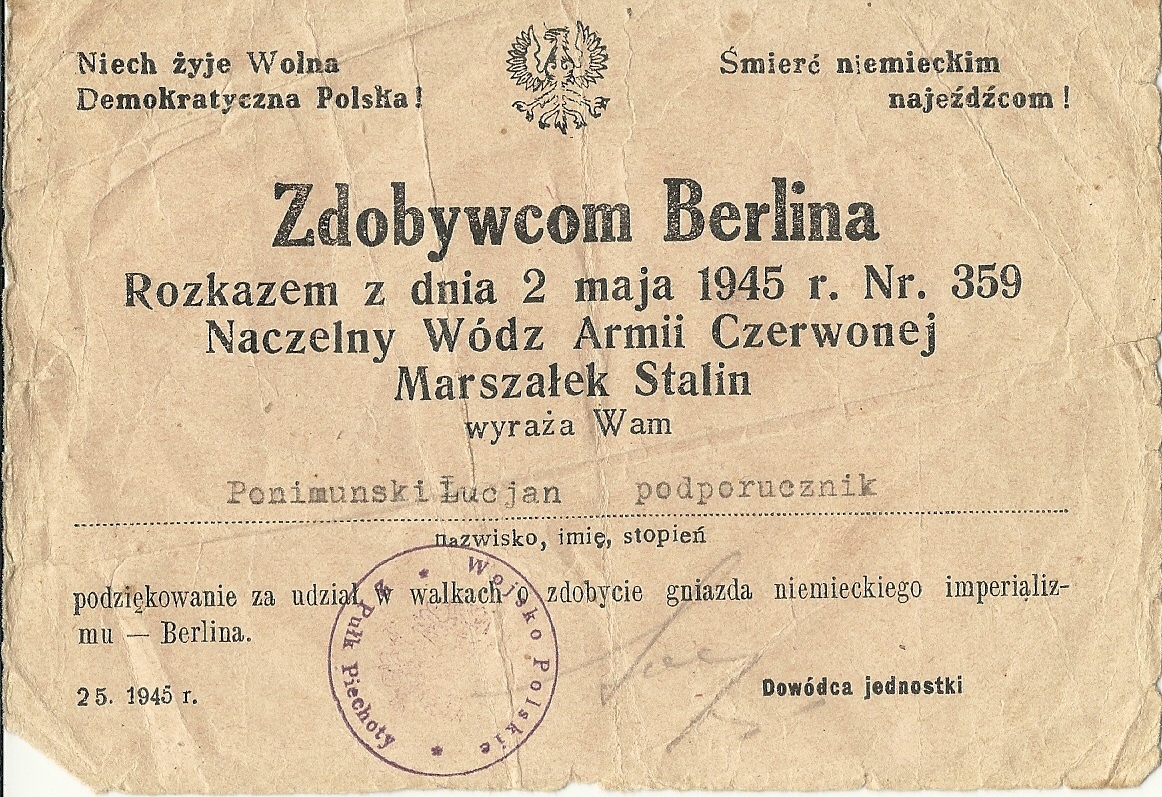 Niech żyje Wolna
Demokratyczna Polska!
Śmierć niemieckim
najeźdźcom!
Zdobywcom Berlina
Rozkazem z dnia 2 maja 1945 r. Nr. 359
Naczelny Wódz Armii Czerwonej
Marszałek Stalin
wyraża Wam
Ponimunski Łucjan podporucznik
nazwisko, imię, stopień
podziękowanie za udział w walkach o zdobycie gniazda niemieckiego imperializ-
mu — Berlina.
25. 1945 r.
Dowódca jednostki
Wojsko Polskie
Pułk Piechoty